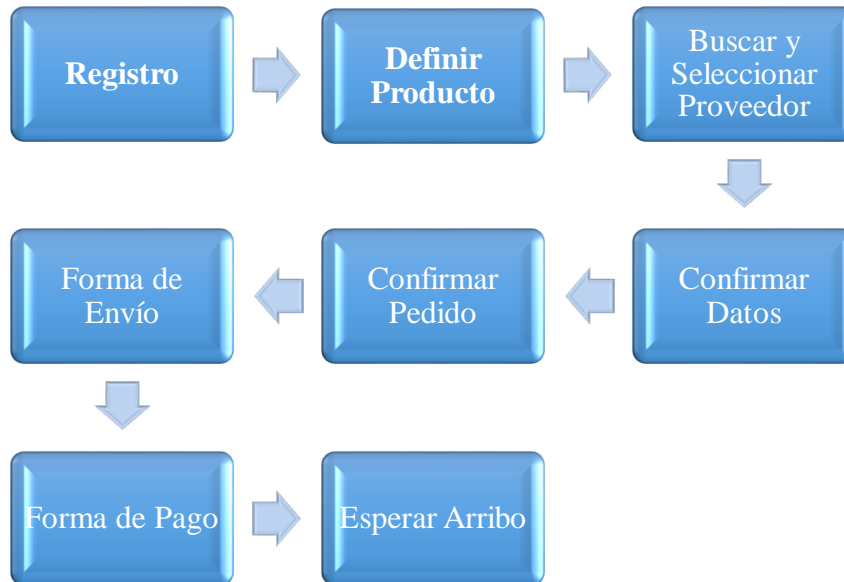 Registro
Definir
Producto
Buscar y
Seleccionar
Proveedor
Confirmar
Datos
Confirmar
Pedido
Forma de
Envío
Forma de Pago
Esperar Arribo